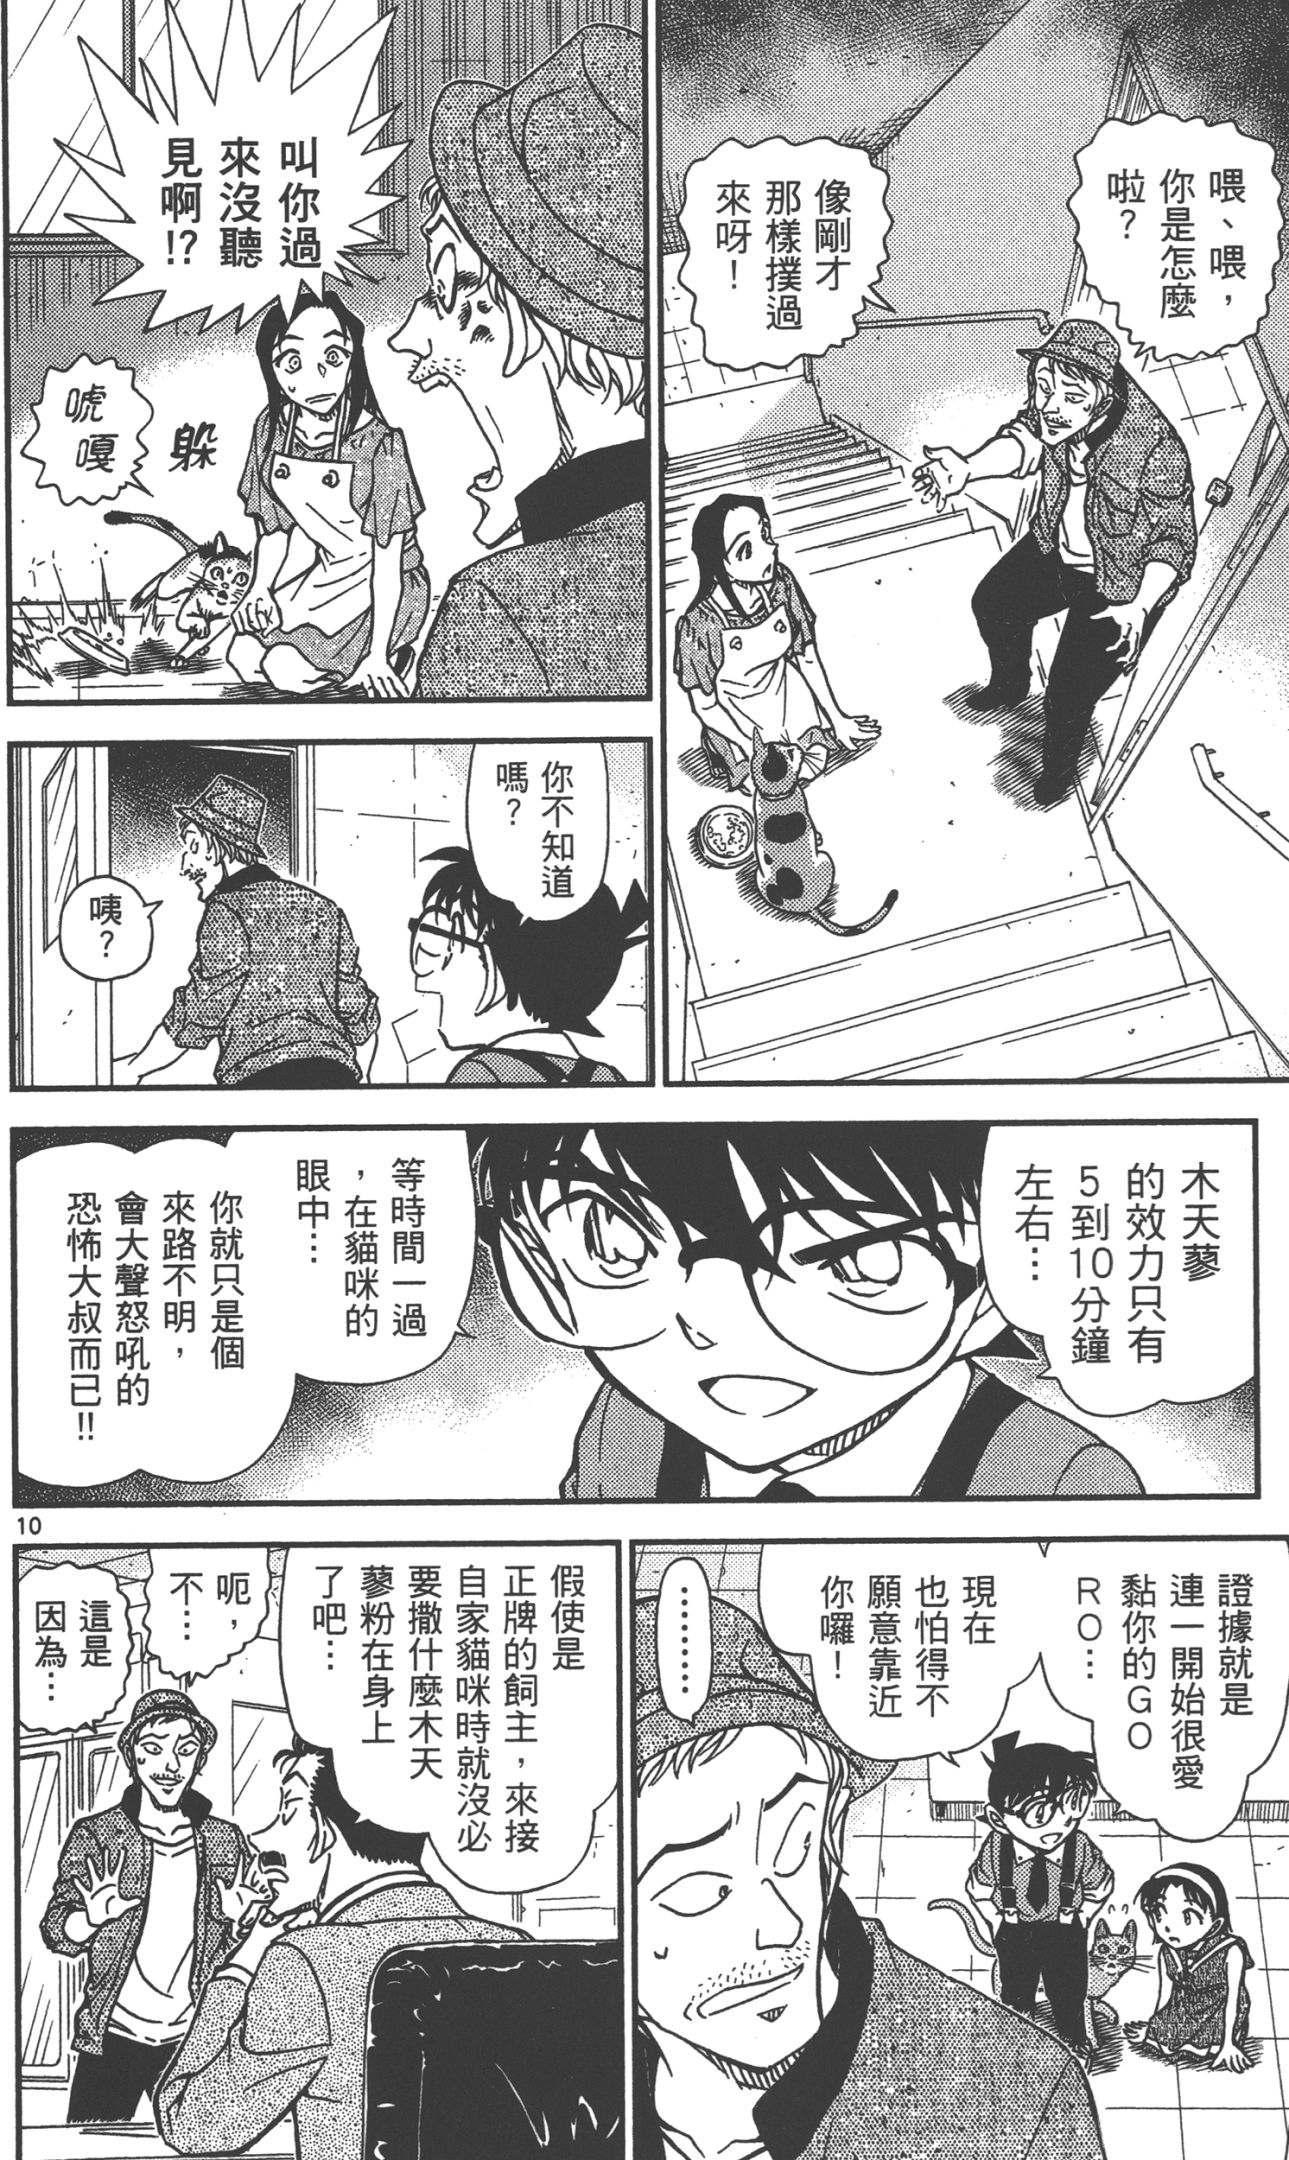 喂、喂，
你是怎麼
啦？
像剛才
那樣撲過
來呀！
叫你過
來沒聽
見啊!?
躲
唬
嘎
你不知道
嗎？
咦？
木天蓼
的效力只有
5到10分鐘
左右…
等時間一過
，在貓咪的
眼中…
你就只是個
來路不明，
會大聲怒吼的
恐怖大叔而已!!
10
證據就是
連一開始很愛
黏你的GO
RO…
現在
也怕得不
願意靠近
你囉！
………
假使是
正牌的飼主，來接
自家貓咪時就沒必
要撒什麼木天
蓼粉在身上
了吧…
呃，
不…
這是
因為…